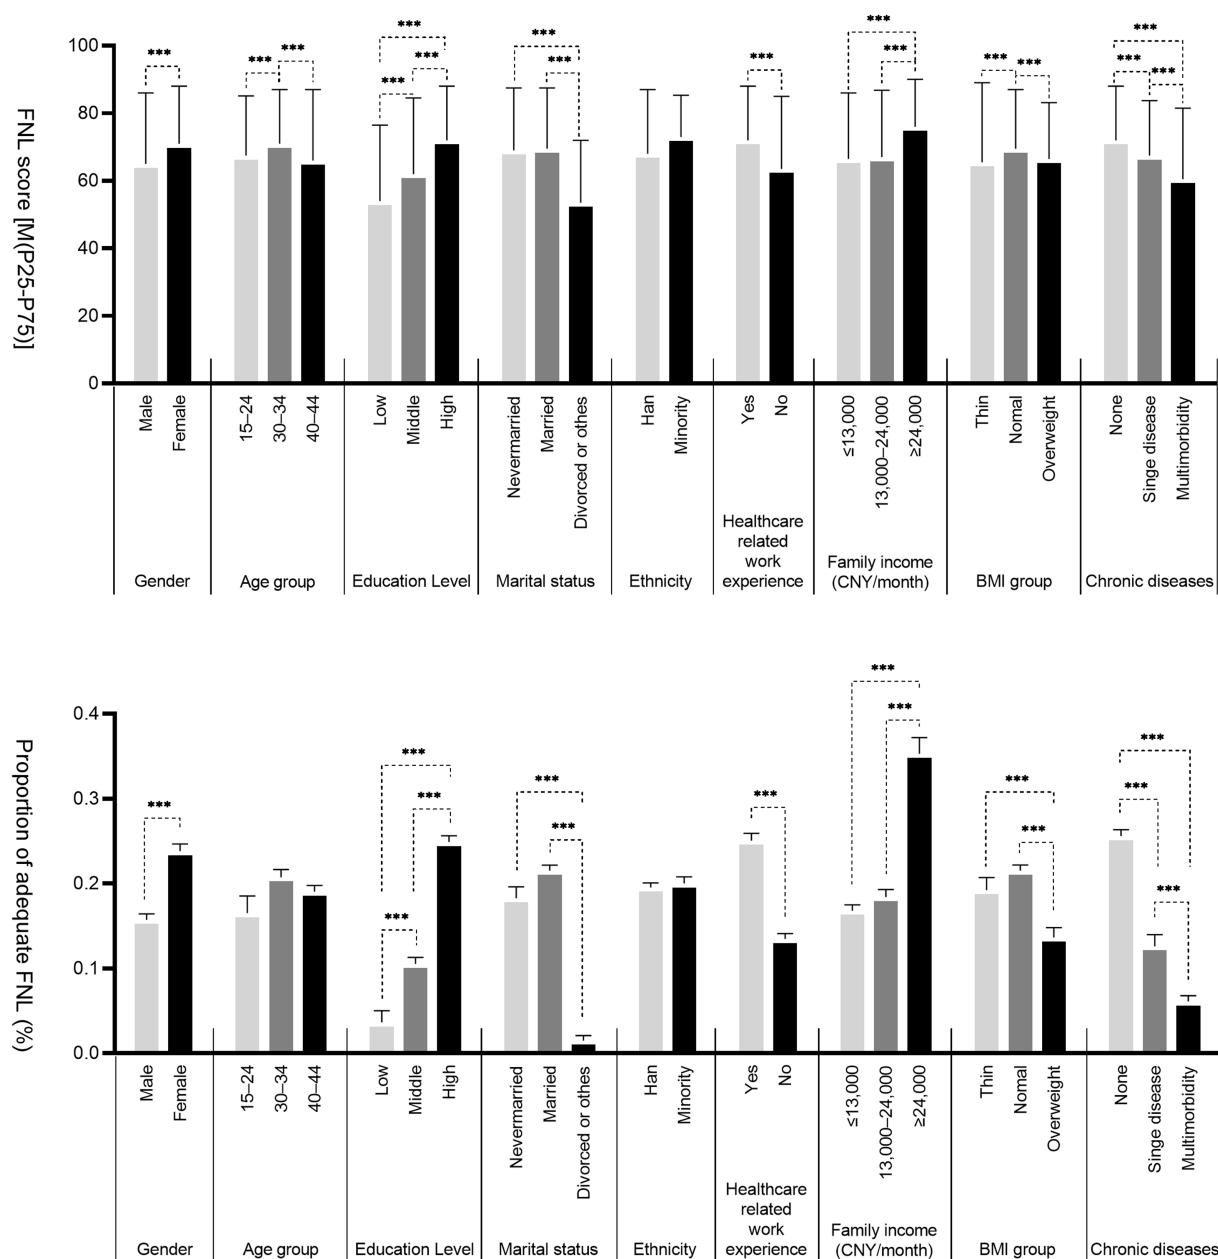 FNL score [M(P25-P75)]
100
80
60
40
20
0
*** *** *** *** *** *** *** *** *** *** *** *** *** *** *** *** ***
Male
Female
15–24
30–34
40–44
Low
Middle
High
Nevermarried
Married
Divorced or othes
Han
Minority
Yes
No
≤13,000
13,000–24,000
≥24,000
Thin
Nomal
Overweight
None
Singe disease
Multimorbidity
Gender
Age group
Education Level
Marital status
Ethnicity
Healthcare
related
work
experience
Family income
(CNY/month)
BMI group
Chronic diseases
Proportion of adequate FNL (%)
0.4
0.3
0.2
0.1
0.0
*** *** *** *** *** *** *** *** *** *** *** *** *** ***
Male
Female
15–24
30–34
40–44
Low
Middle
High
Nevermarried
Married
Divorced or othes
Han
Minority
Yes
No
≤13,000
13,000–24,000
≥24,000
Thin
Nomal
Overweight
None
Singe disease
Multimorbidity
Gender
Age group
Education Level
Marital status
Ethnicity
Healthcare
related
work
experience
Family income
(CNY/month)
BMI group
Chronic diseases